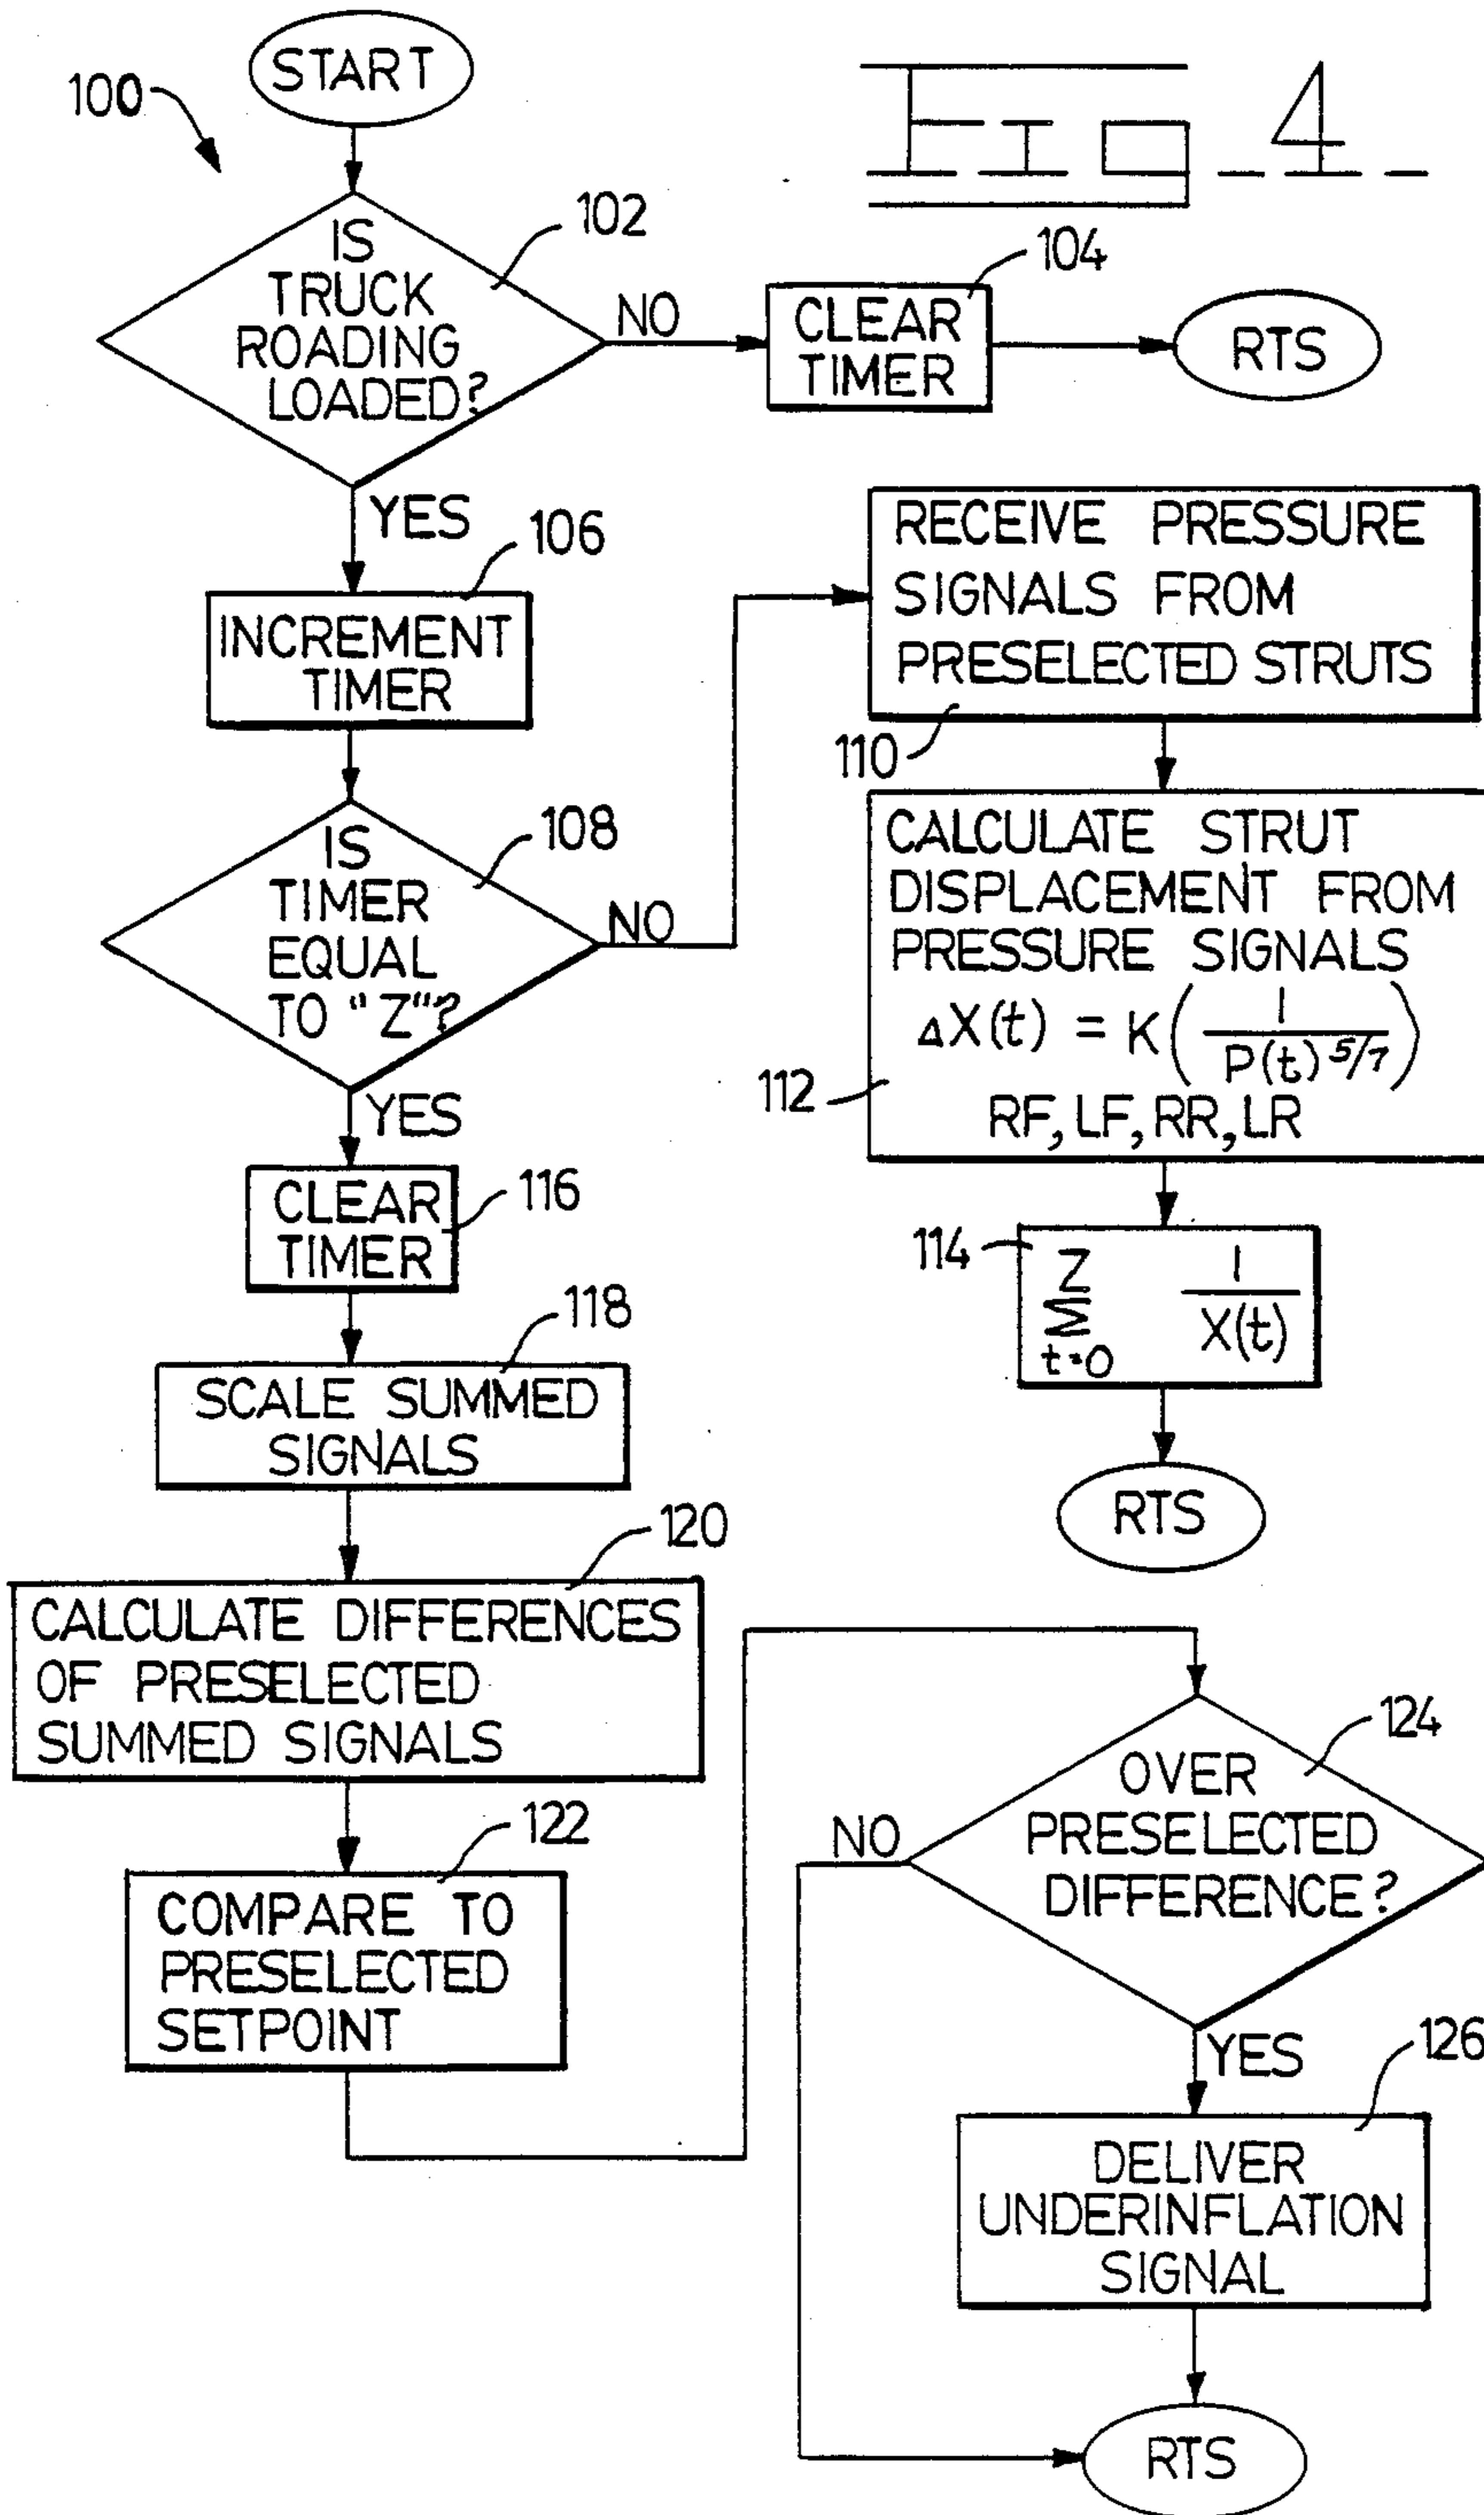 START
100
FIG 4
102
IS
TRUCK
ROADING
LOADED?
NO
104
CLEAR
TIMER
RTS
YES
106
INCREMENT
TIMER
108
IS
TIMER
EQUAL
TO "Z"?
NO
RECEIVE PRESSURE
SIGNALS FROM
PRESELECTED STRUTS
110
CALCULATE STRUT
DISPLACEMENT FROM
PRESSURE SIGNALS
ΔX(t) = K(1/P(t)^5/7)
RF, LF, RR, LR
112
114
Z
Σ 1/X(t)
t=0
RTS
YES
CLEAR
TIMER
116
118
SCALE SUMMED
SIGNALS
120
CALCULATE DIFFERENCES
OF PRESELECTED
SUMMED SIGNALS
122
COMPARE TO
PRESELECTED
SETPOINT
124
OVER
PRESELECTED
DIFFERENCE?
NO
YES
126
DELIVER
UNDERINFLATION
SIGNAL
RTS